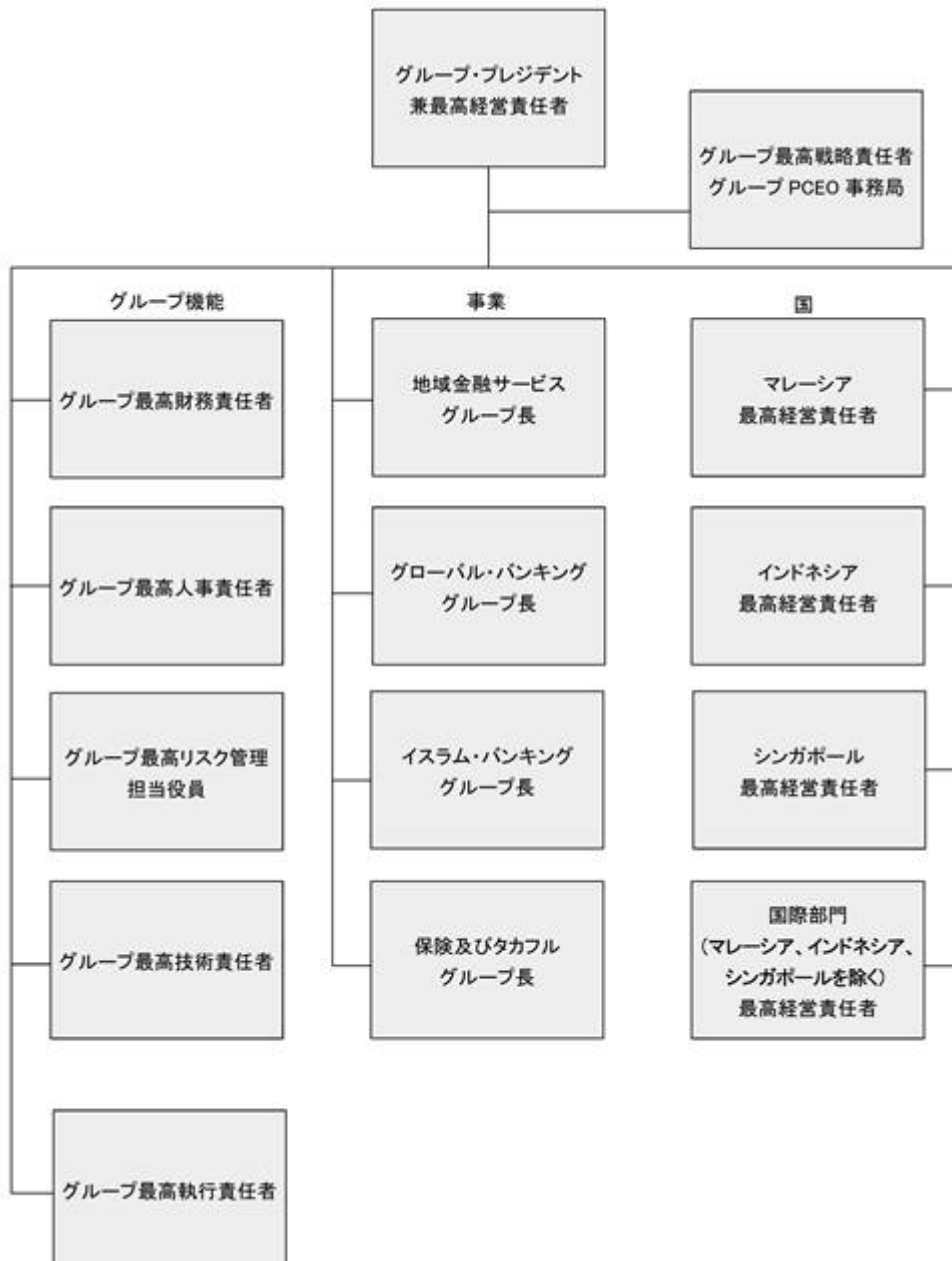 グループ・プレジデント
兼最高経営責任者
グループ最高戦略責任者
グループ PCEO 事務局
グループ機能
グループ最高財務責任者
グループ最高人事責任者
グループ最高リスク管理
担当役員
グループ最高技術責任者
グループ最高執行責任者
事業
地域金融サービス
グループ長
グローバル・バンキング
グループ長
イスラム・バンキング
グループ長
保険及びタカフル
グループ長
国
マレーシア
最高経営責任者
インドネシア
最高経営責任者
シンガポール
最高経営責任者
国際部門
(マレーシア、インドネシア、
シンガポールを除く)
最高経営責任者